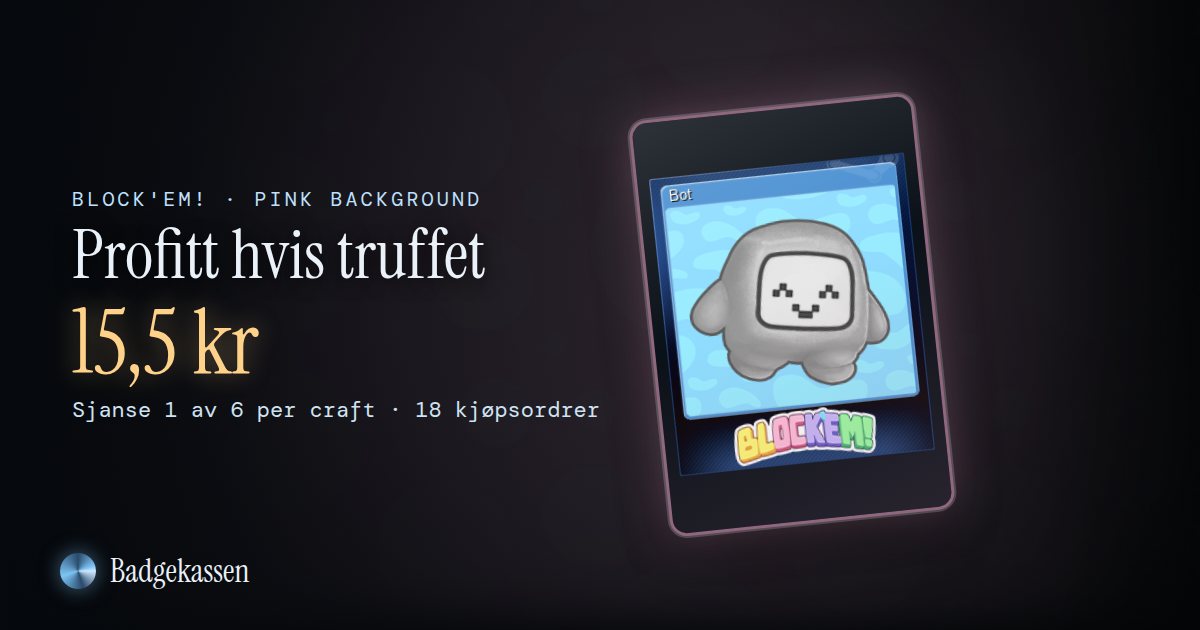 BLOCK'EM! · PINK BACKGROUND
Profitt hvis truffet
15,5 kr
Sjanse 1 av 6 per craft · 18 kjøpsordrer
Bot
BLOCKEM!
Badgekassen